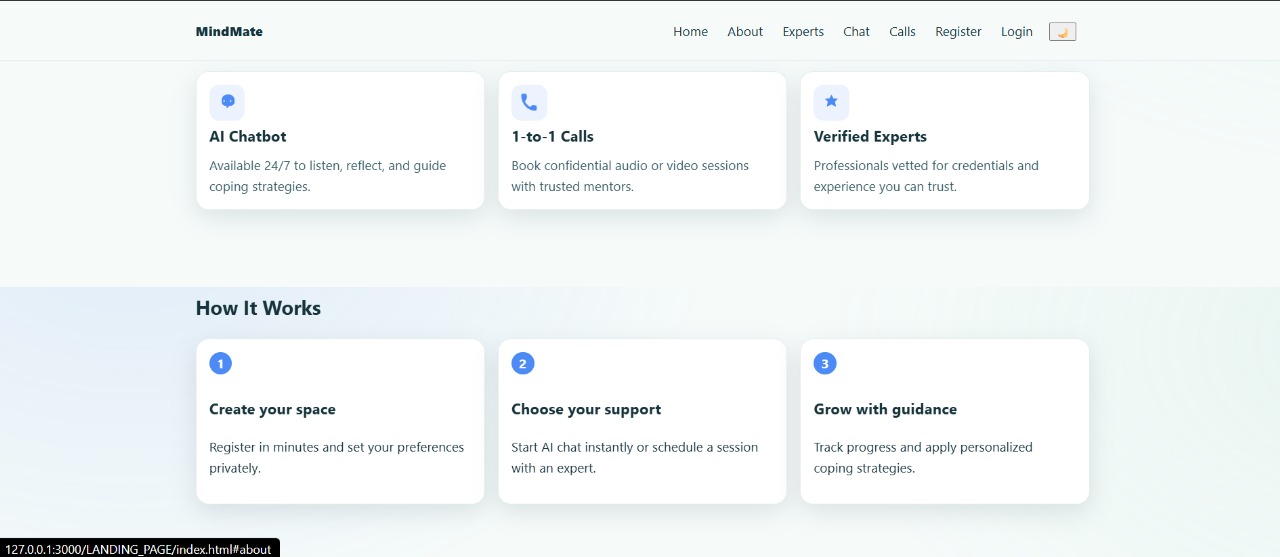 MindMate
Home About Experts Chat Calls Register Login
AI Chatbot
Available 24/7 to listen, reflect, and guide
coping strategies.
1-to-1 Calls
Book confidential audio or video sessions
with trusted mentors.
Verified Experts
Professionals vetted for credentials and
experience you can trust.
How It Works
1
Create your space
Register in minutes and set your preferences
privately.
2
Choose your support
Start AI chat instantly or schedule a session
with an expert.
3
Grow with guidance
Track progress and apply personalized
coping strategies.
127.0.0.1:3000/LANDING_PAGE/index.html#about